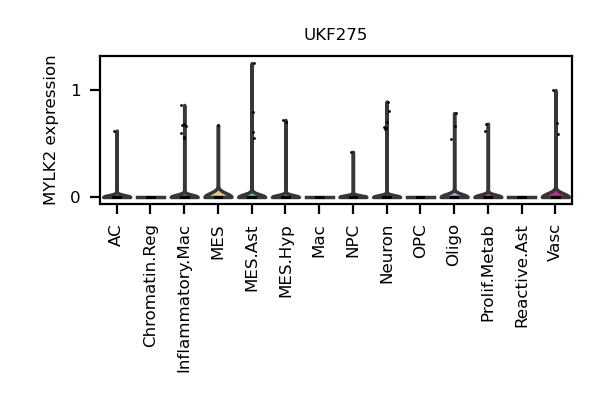 UKF275
MYLK2 expression
1
0
AC
Chromatin.Reg
Inflammatory.Mac
MES
MES.Ast
MES.Hyp
Mac
NPC
Neuron
OPC
Oligo
Prolif.Metab
Reactive.Ast
Vasc